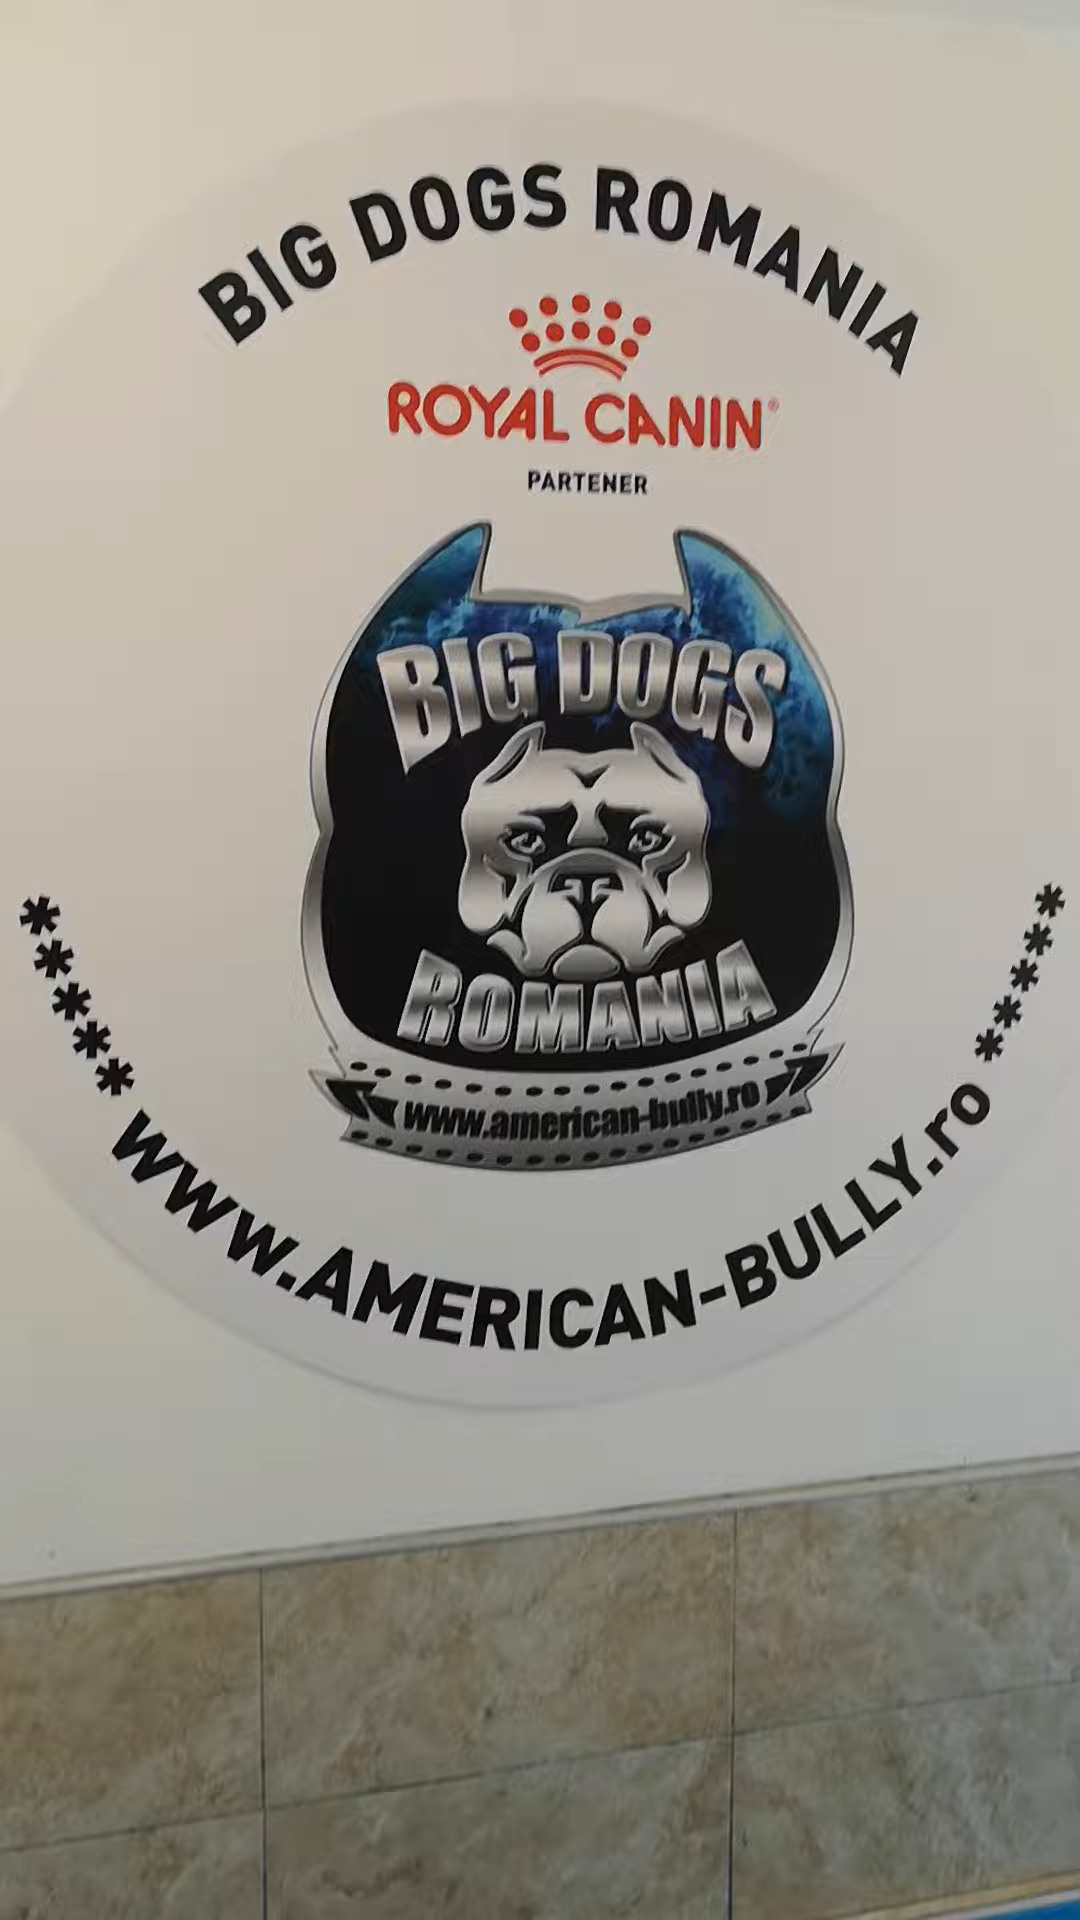 BIG DOGS ROMANIA
ROYAL CANIN®
PARTENER
BIG DOGS
ROMANIA
www.american-bully.ro
***** www.AMERICAN-BULLY.ro *****